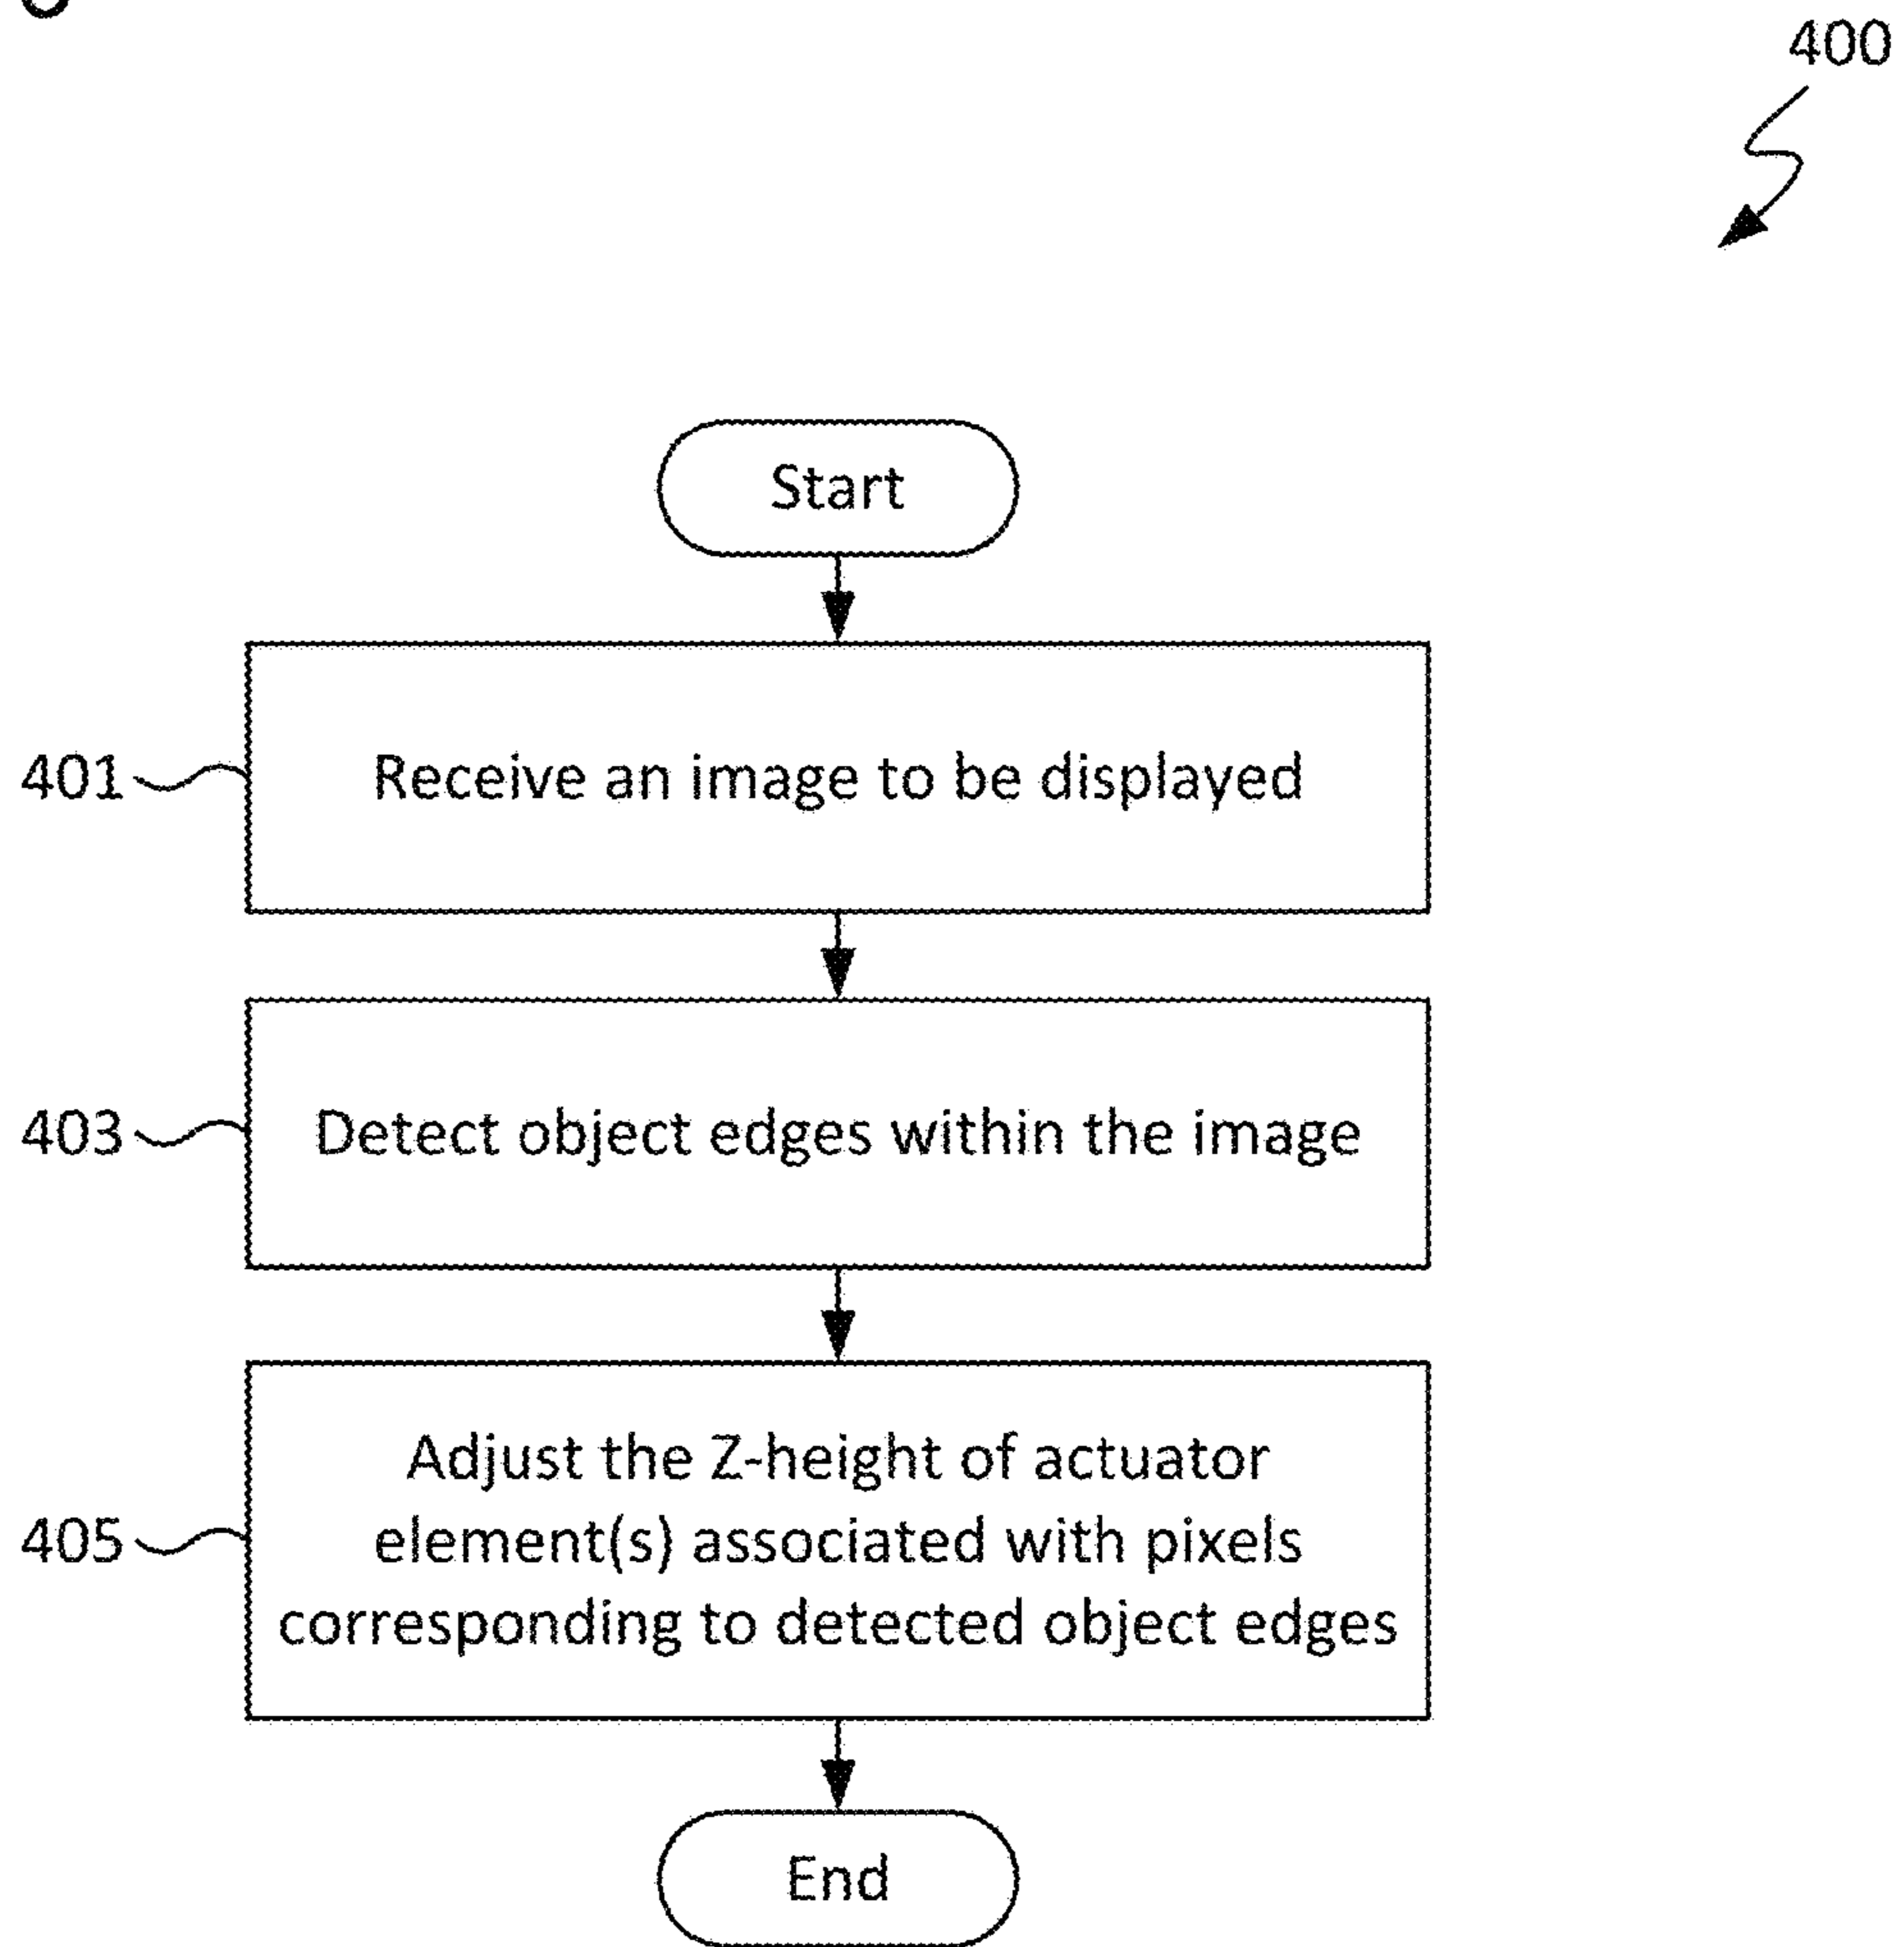 400
Start
401
Receive an image to be displayed
403
Detect object edges within the image
Adjust the Z-height of actuator
405
element(s) associated with pixels
corresponding to detected object edges
End